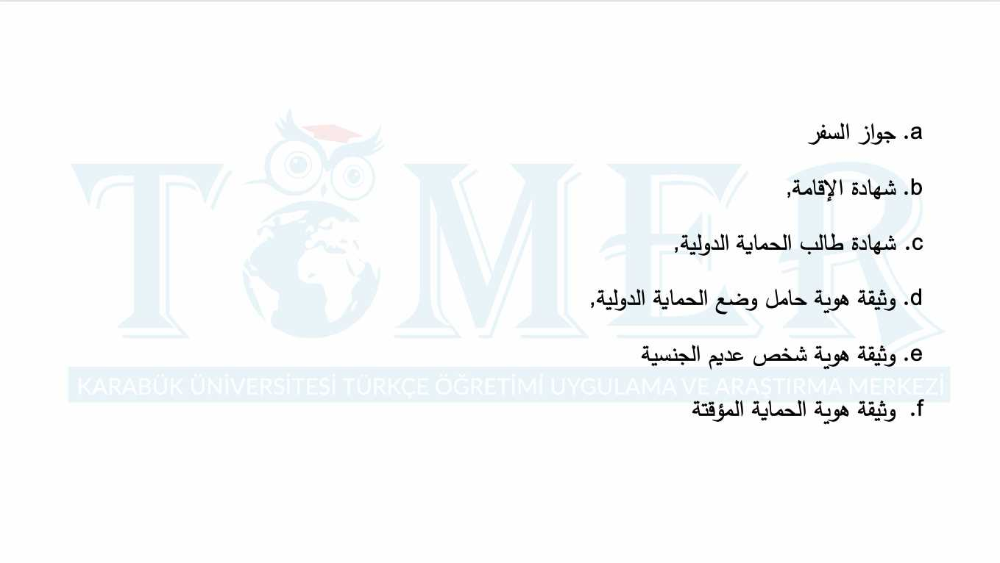 a. جواز السفر
b. شهادة الإقامة,
c. شهادة طالب الحماية الدولية,
d. وثيقة هوية حامل وضع الحماية الدولية,
e. وثيقة هوية شخص عديم الجنسية
f. وثيقة هوية الحماية المؤقتة
TÖMER
KARABÜK ÜNİVERSİTESİ TÜRKÇE ÖĞRETİMİ UYGULAMA VE ARAŞTIRMA MERKEZİ